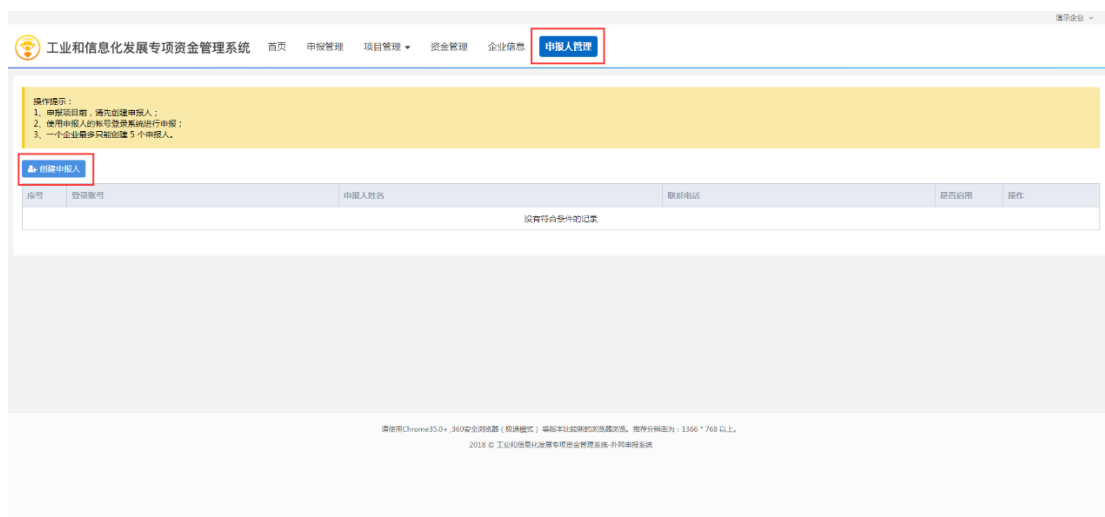 演示企业
工业和信息化发展专项资金管理系统 首页 申报管理 项目管理 资金管理 企业信息 申报人管理
操作提示：
1、申报项目前，请先创建申报人；
2、使用申报人的帐号登录系统进行申报；
3、一个企业最多只能创建 5 个申报人。
创建申报人
序号 登录账号 申报人姓名 联系电话 是否启用 操作
没有符合条件的记录
请使用Chrome35.0+ ,360安全浏览器（极速模式）等版本比较新的浏览器浏览。推荐分辨率为：1366 * 768 以上。
2018 © 工业和信息化发展专项资金管理系统-外网申报系统